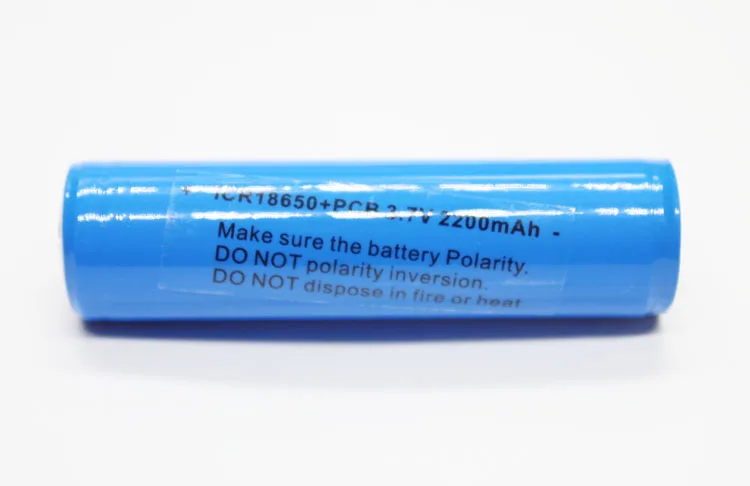 + ICR18650+PCB 3.7V 2200mAh -
Make sure the battery Polarity.
DO NOT polarity inversion.
DO NOT dispose in fire or heat